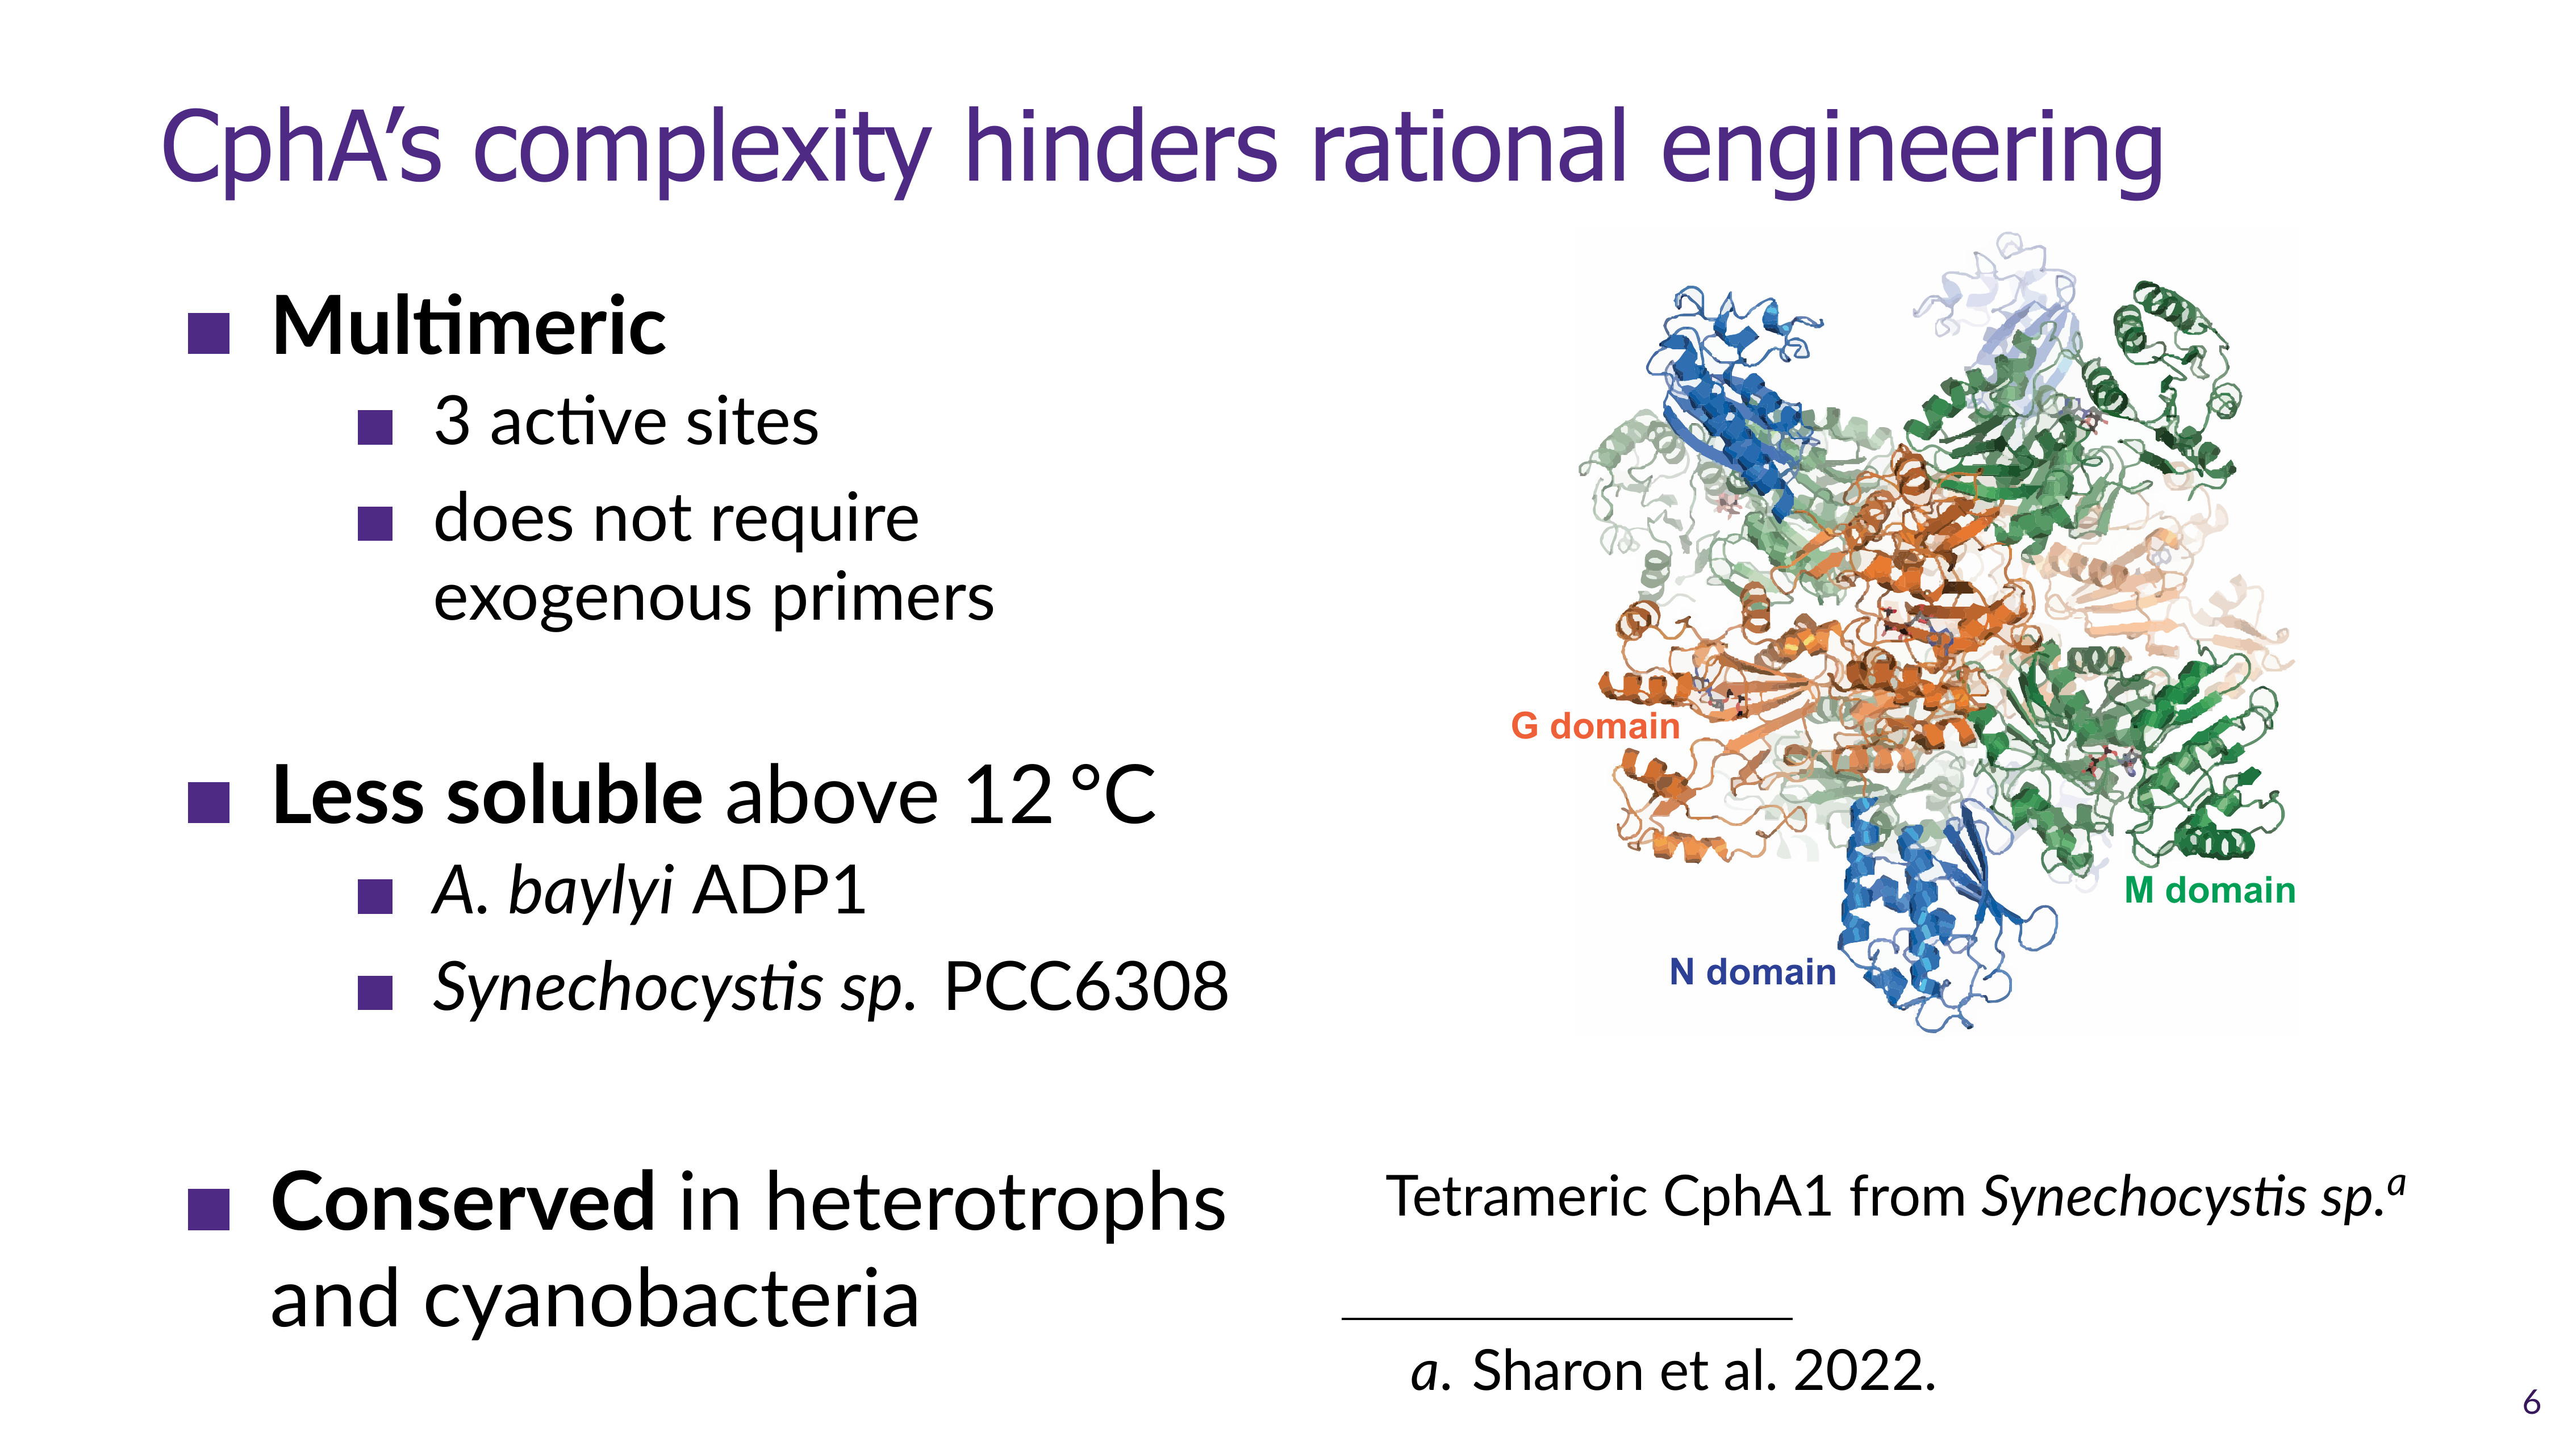 CphA’s complexity hinders rational engineering
Multimeric
3 active sites
does not require
exogenous primers
Less soluble above 12 °C
A. baylyi ADP1
Synechocystis sp. PCC6308
Conserved in heterotrophs
and cyanobacteria
G domain
M domain
N domain
Tetrameric CphA1 from Synechocystis sp.a
a. Sharon et al. 2022.
6